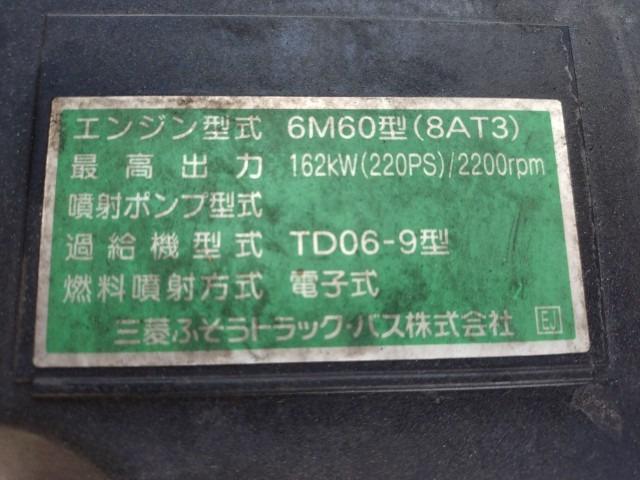 エンジン型式 6M60型(8AT3)
最高出力 162kW(220PS)/2200rpm
噴射ポンプ型式
過給機型式 TD06-9型
燃料噴射方式 電子式
三菱ふそうトラック・バス株式会社 EJ